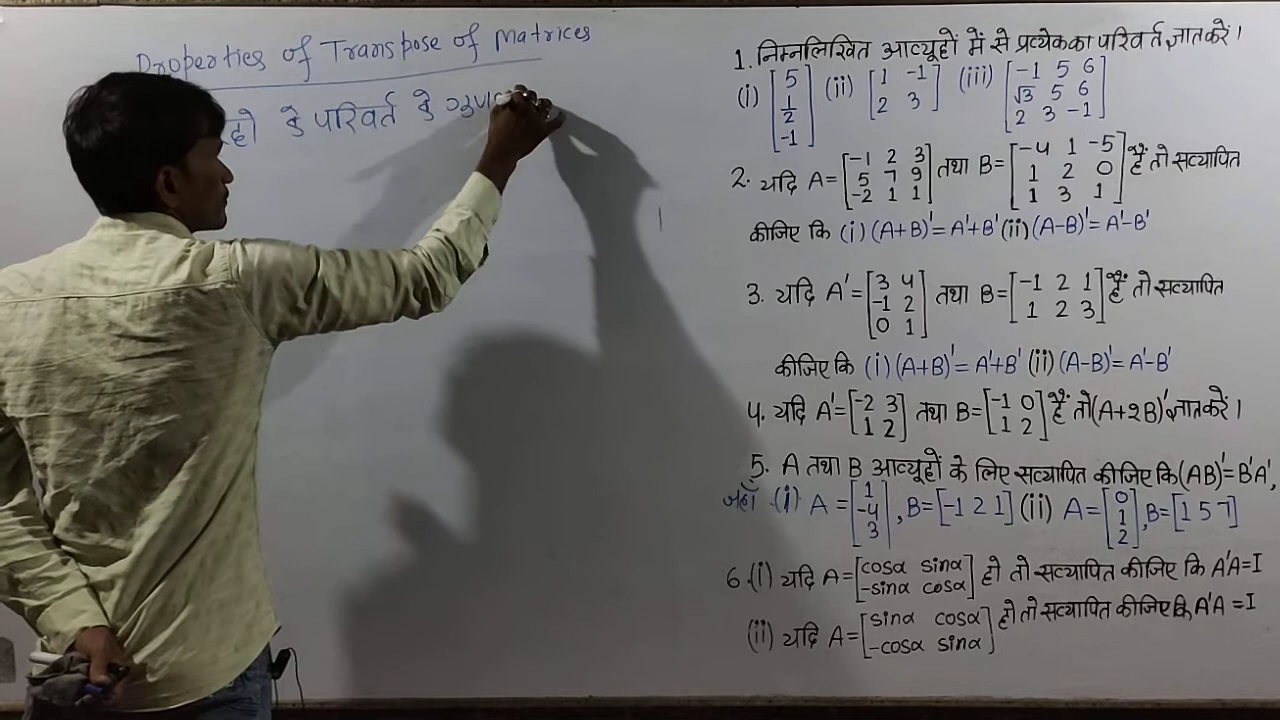 Properties of Transpose of Matrices
के परिवर्त के
1. निम्नलिखित आव्यूहों में से प्रत्येक का परिवर्त ज्ञात करें।
(i) [5 1/2 -1] (ii) [1 -1 2 3] (iii) [-1 5 6 √3 5 6 2 3 -1]
2. यदि A = [-1 2 3 5 7 9 -2 1 1] तथा B = [-4 1 -5 1 2 0 1 3 1] हैं तो सत्यापित
कीजिए कि (i) (A+B)' = A'+B' (ii) (A-B)' = A'-B'
3. यदि A' = [3 4 -1 2 0 1] तथा B = [-1 2 1 1 2 3] हैं तो सत्यापित
कीजिए कि (i) (A+B)' = A'+B' (ii) (A-B)' = A'-B'
4. यदि A' = [-2 3 1 2] तथा B = [-1 0 1 2] हैं तो (A+2B)' ज्ञात करें।
5. A तथा B आव्यूहों के लिए सत्यापित कीजिए कि (AB)' = B'A',
जहाँ (i) A = [1 -4 3], B = [-1 2 1] (ii) A = [0 1 2], B = [1 5 7]
6. (i) यदि A = [cosα sinα -sinα cosα] हो तो सत्यापित कीजिए कि A'A = I
(ii) यदि A = [sinα cosα -cosα sinα] हो तो सत्यापित कीजिए कि A'A = I